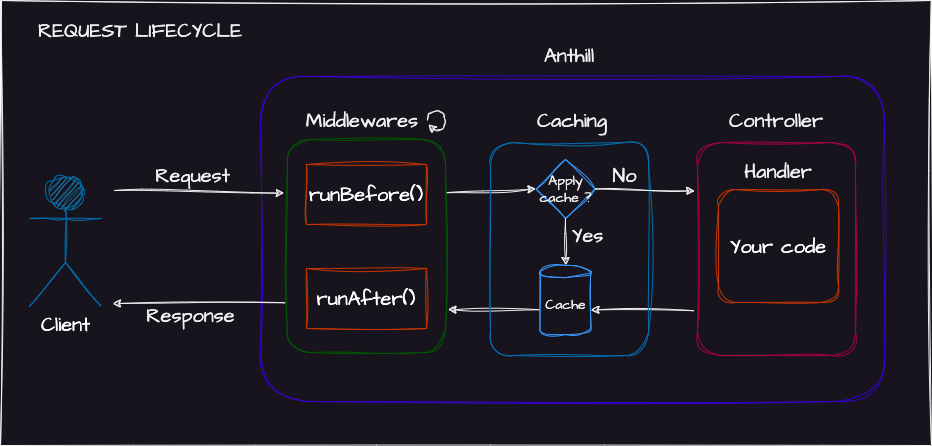 REQUEST LIFECYCLE
Anthill
Middlewares
Caching
Controller
Request
runBefore()
Apply
cache ?
No
Handler
Yes
Your code
runAfter()
Cache
Response
Client